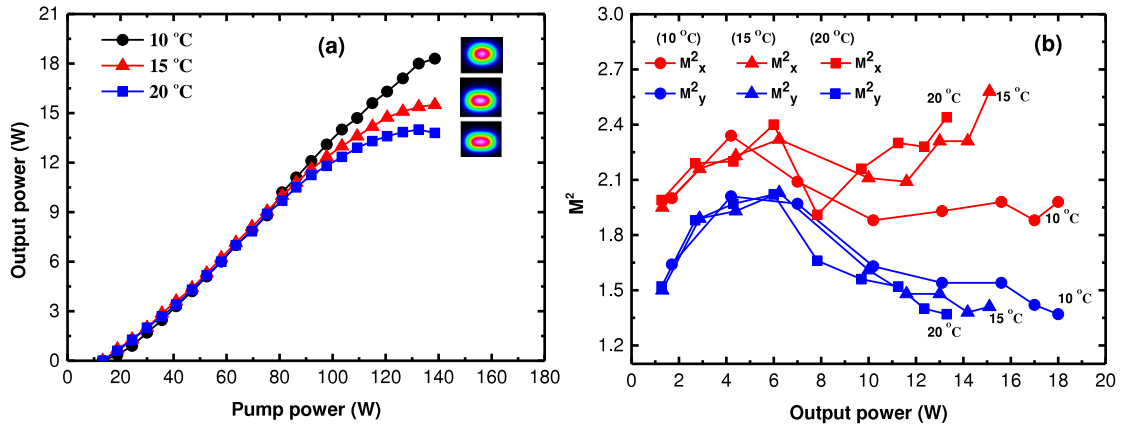 21
18
15
12
9
6
3
0
Output power (W)
10 °C
15 °C
20 °C
(a)
0 20 40 60 80 100 120 140 160 180
Pump power (W)
3.0
2.7
2.4
2.1
1.8
1.5
1.2
M²
(10 °C) (15 °C) (20 °C)
M²x M²x M²x
M²y M²y M²y
(b)
20 °C
15 °C
10 °C
10 °C
15 °C
20 °C
0 2 4 6 8 10 12 14 16 18 20
Output power (W)